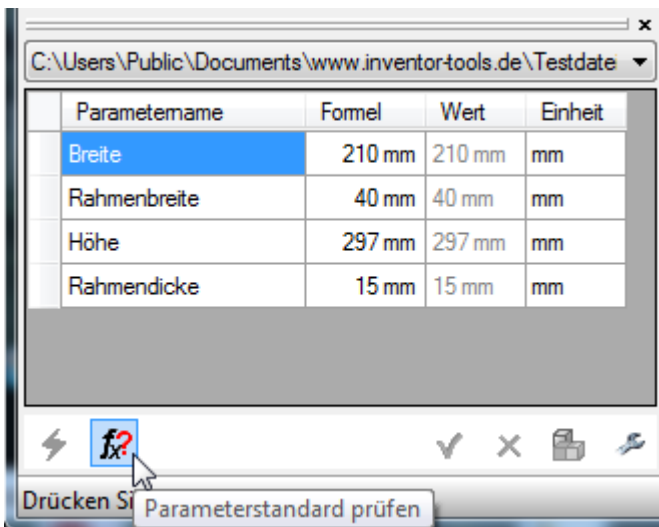 C:\Users\Public\Documents\www.inventor-tools.de\Testdatei
Parametername Formel Wert Einheit
Breite 210 mm 210 mm mm
Rahmenbreite 40 mm 40 mm mm
Höhe 297 mm 297 mm mm
Rahmendicke 15 mm 15 mm mm
fx?
Drücken Si
Parameterstandard prüfen